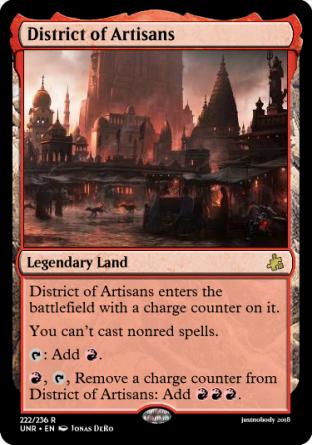 District of Artisans
Legendary Land
District of Artisans enters the
battlefield with a charge counter on it.
You can't cast nonred spells.
: Add .
, , Remove a charge counter from
District of Artisans: Add .
222/236 R
justnobody 2018
UNR • EN Jonas DeRo